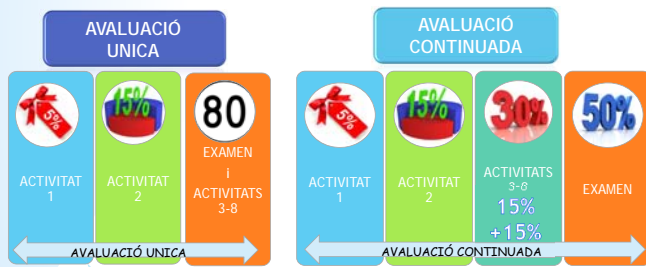 AVALUACIÓ
UNICA
5%
ACTIVITAT
1
15%
ACTIVITAT
2
80
EXAMEN
i
ACTIVITATS
3-8
AVALUACIÓ UNICA
AVALUACIÓ
CONTINUADA
5%
ACTIVITAT
1
15%
ACTIVITAT
2
30%
ACTIVITATS
3-8
15%
+15%
50%
EXAMEN
AVALUACIÓ CONTINUADA